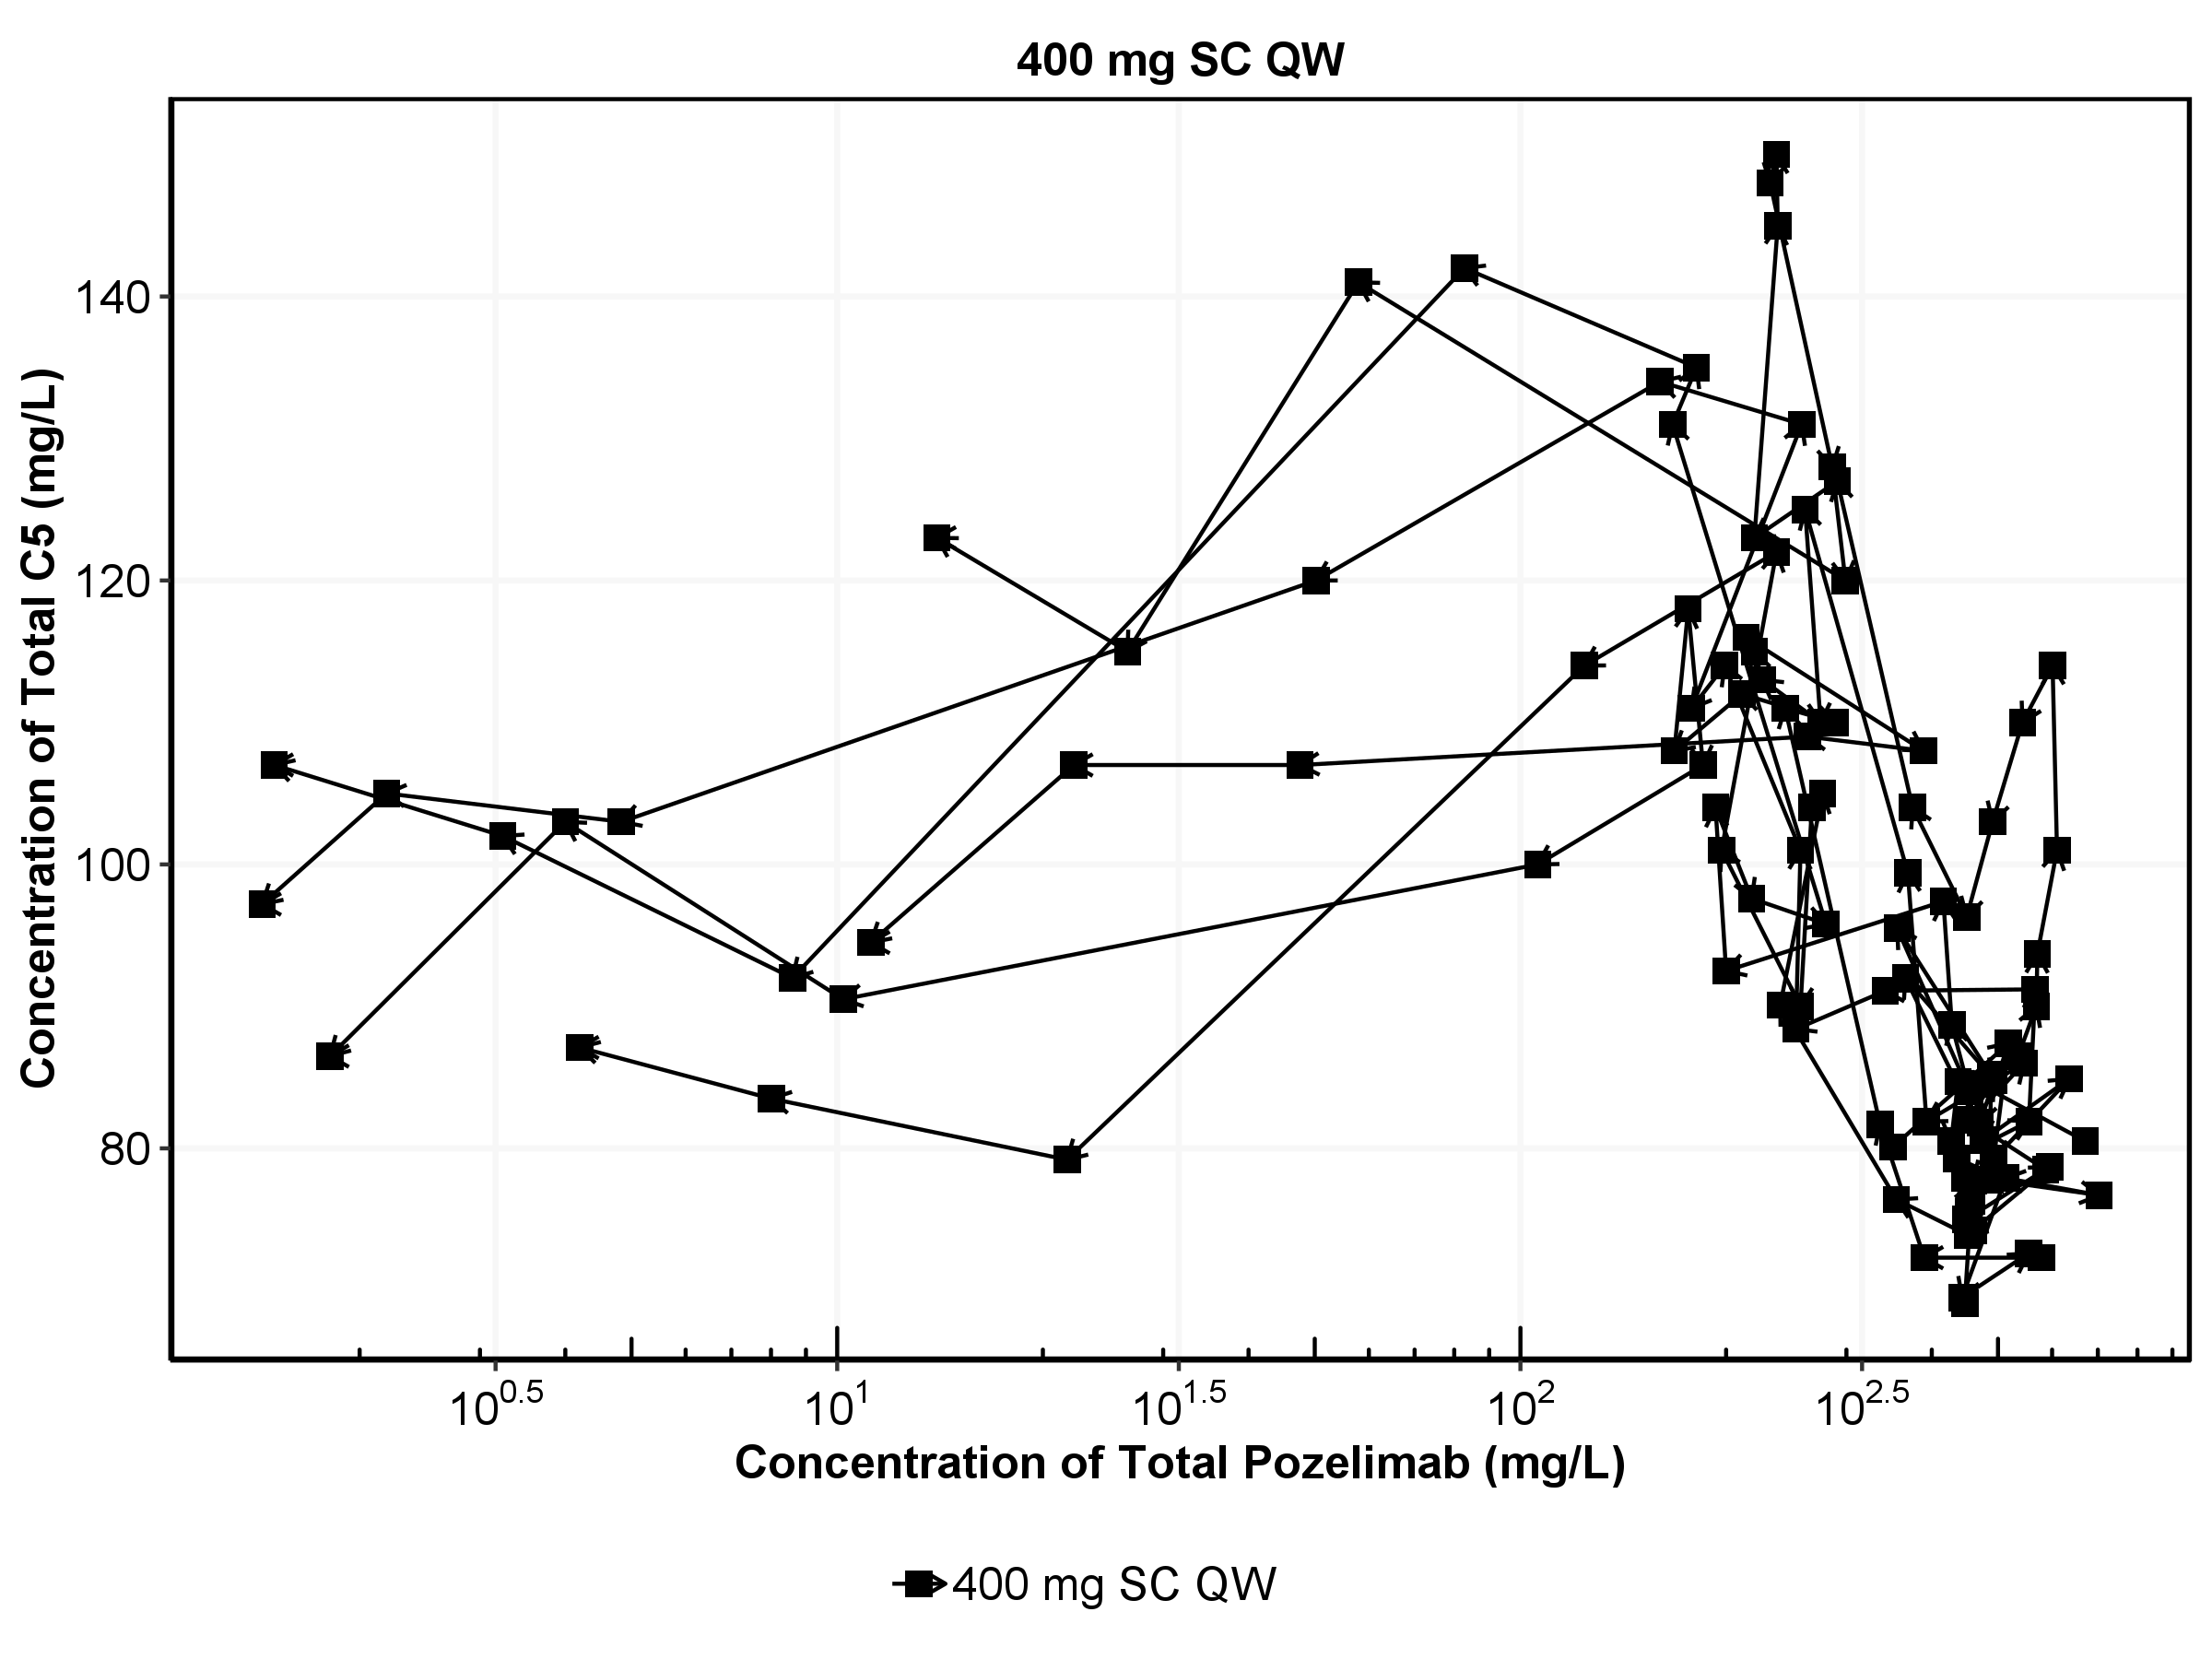 400 mg SC QW
Concentration of Total C5 (mg/L)
140
120
100
80
10^0.5 10^1 10^1.5 10^2 10^2.5
Concentration of Total Pozelimab (mg/L)
400 mg SC QW